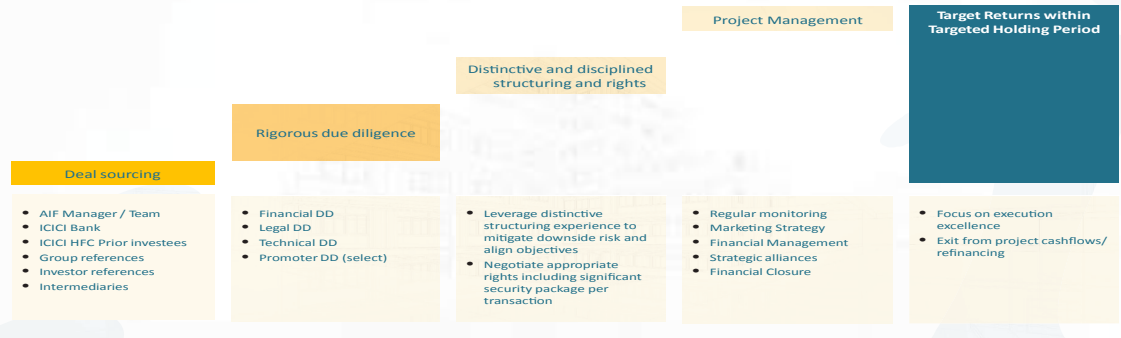 Deal sourcing
• AIF Manager / Team
• ICICI Bank
• ICICI HFC Prior investees
• Group references
• Investor references
• Intermediaries
Rigorous due diligence
• Financial DD
• Legal DD
• Technical DD
• Promoter DD (select)
Distinctive and disciplined
structuring and rights
• Leverage distinctive
structuring experience to
mitigate downside risk and
align objectives
• Negotiate appropriate
rights including significant
security package per
transaction
Project Management
• Regular monitoring
• Marketing Strategy
• Financial Management
• Strategic alliances
• Financial Closure
Target Returns within
Targeted Holding Period
• Focus on execution
excellence
• Exit from project cashflows/
refinancing